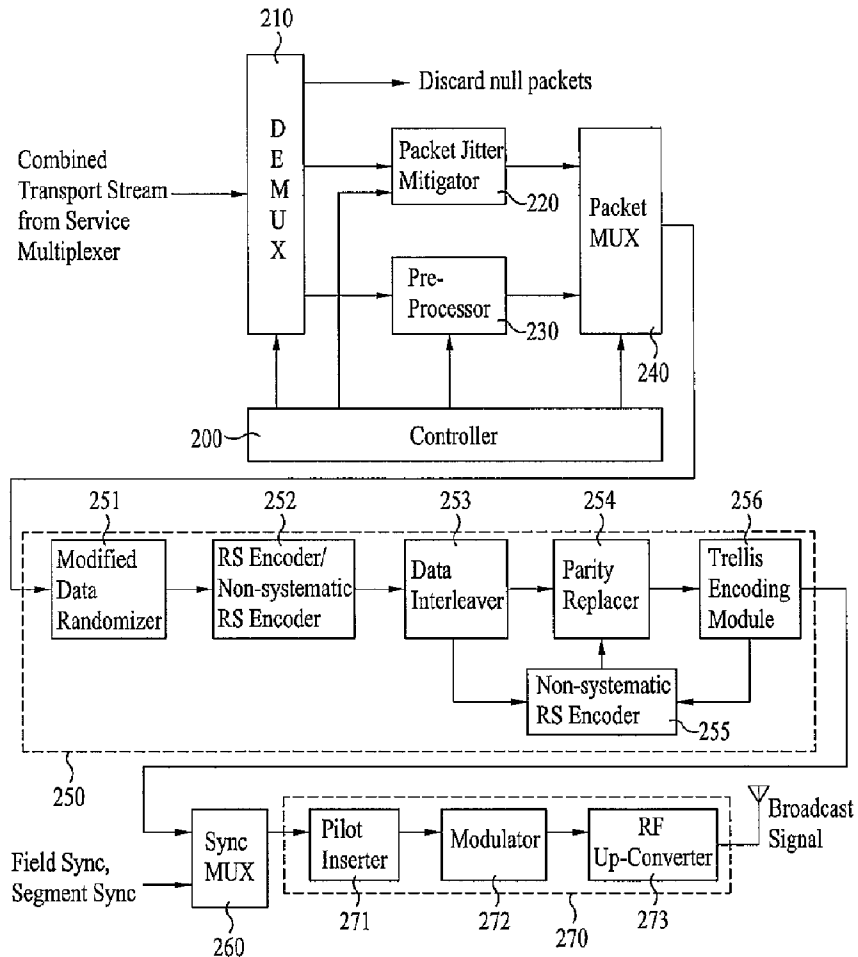 210
Discard null packets
D
E
M
U
X
Combined
Transport Stream
from Service
Multiplexer
Packet Jitter
Mitigator
220
Packet
MUX
Pre-
Processor
230
240
200
Controller
251
252
253
254
256
Modified
Data
Randomizer
RS Encoder/
Non-systematic
RS Encoder
Data
Interleaver
Parity
Replacer
Trellis
Encoding
Module
Non-systematic
RS Encoder
255
250
Sync
MUX
Pilot
Inserter
Modulator
RF
Up-Converter
Broadcast
Signal
Field Sync,
Segment Sync
260
271
272
270
273